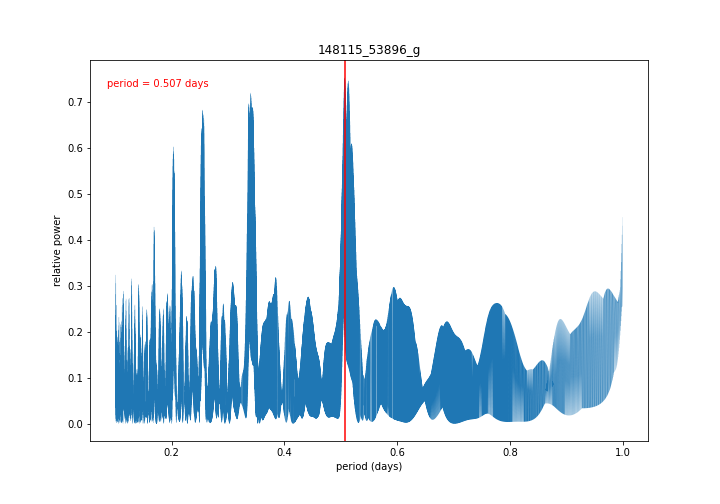 148115_53896_g
period = 0.507 days
relative power
0.7
0.6
0.5
0.4
0.3
0.2
0.1
0.0
0.2 0.4 0.6 0.8 1.0
period (days)